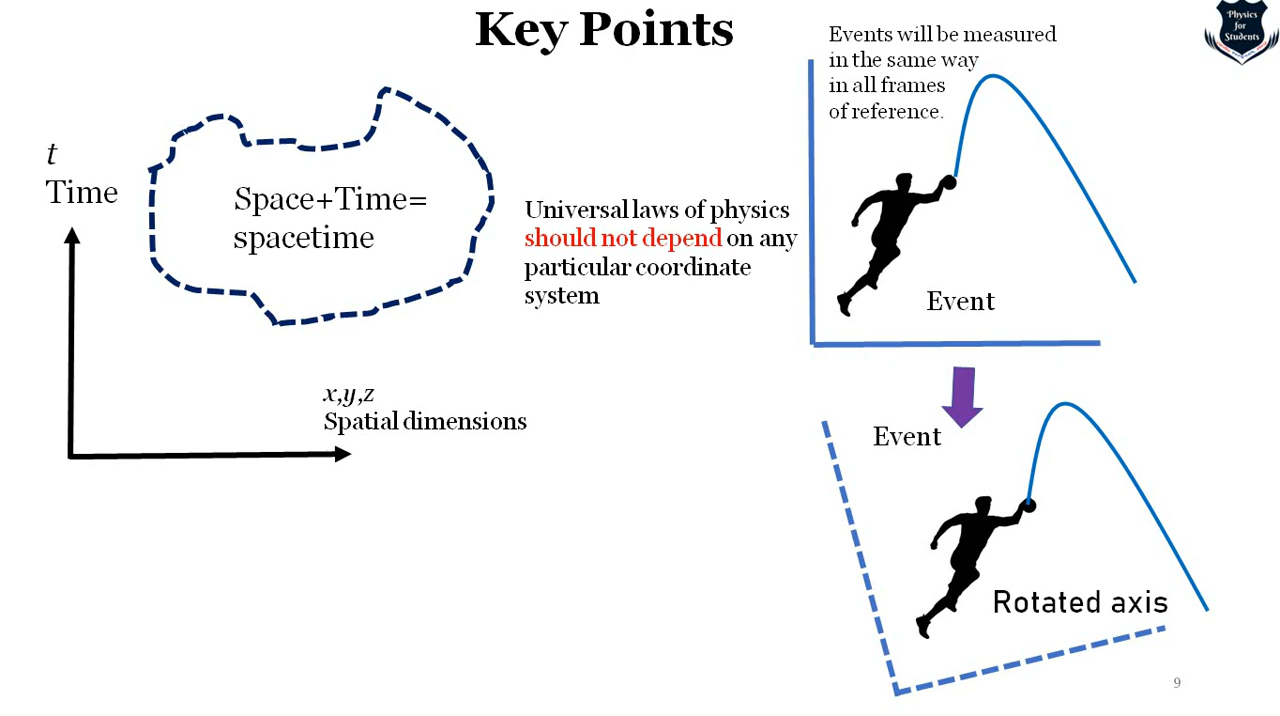 Key Points
Physics
for
Students
Events will be measured
in the same way
in all frames
of reference.
t
Time
Space+Time=
spacetime
Universal laws of physics
should not depend on any
particular coordinate
system
Event
x,y,z
Spatial dimensions
Event
Rotated axis
9